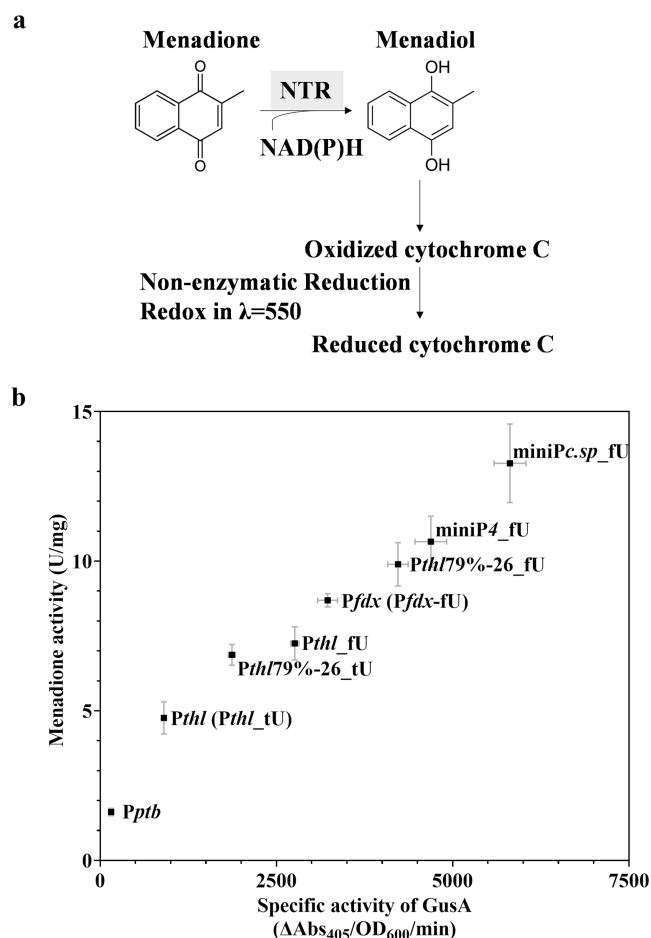 a
Menadione
Menadiol
O
O
NTR
NAD(P)H
OH
OH
Oxidized cytochrome C
Non-enzymatic Reduction
Redox in λ=550
Reduced cytochrome C
b
Menadione activity (U/mg)
15
10
5
0
miniPc.sp_fU
miniP4_fU
Pthl79%-26_fU
Pfdx (Pfdx-fU)
Pthl_fU
Pthl79%-26_tU
Pthl (Pthl_tU)
Pptb
0
2500
5000
7500
Specific activity of GusA
(ΔAbs405/OD600/min)